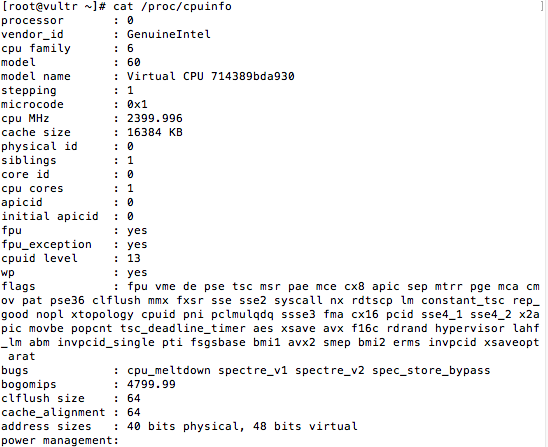 [root@vultr ~]# cat /proc/cpuinfo
processor       : 0
vendor_id       : GenuineIntel
cpu family      : 6
model           : 60
model name      : Virtual CPU 714389bda930
stepping        : 1
microcode       : 0x1
cpu MHz         : 2399.996
cache size      : 16384 KB
physical id     : 0
siblings        : 1
core id         : 0
cpu cores       : 1
apicid          : 0
initial apicid  : 0
fpu             : yes
fpu_exception   : yes
cpuid level     : 13
wp              : yes
flags           : fpu vme de pse tsc msr pae mce cx8 apic sep mtrr pge mca c
mov pat pse36 clflush mmx fxsr sse sse2 syscall nx rdtscp lm constant_tsc rep_
good nopl xtopology cpuid pni pclmulqdq ssse3 fma cx16 pcid sse4_1 sse4_2 x2a
pic movbe popcnt tsc_deadline_timer aes xsave avx f16c rdrand hypervisor lahf
_lm abm invpcid_single pti fsgsbase bmi1 avx2 smep bmi2 erms invpcid xsaveopt
 arat
bugs            : cpu_meltdown spectre_v1 spectre_v2 spec_store_bypass
bogomips        : 4799.99
clflush size    : 64
cache_alignment : 64
address sizes   : 40 bits physical, 48 bits virtual
power management: